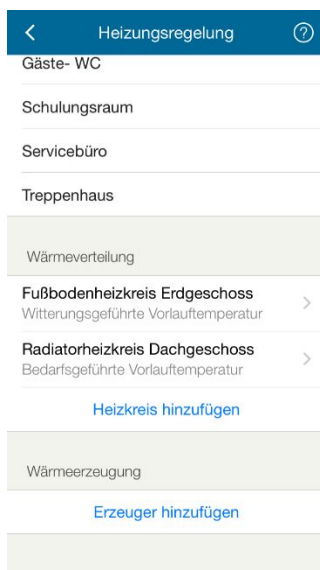 Heizungsregelung
Gäste- WC
Schulungsraum
Servicebüro
Treppenhaus
Wärmeverteilung
Fußbodenheizkreis Erdgeschoss
Witterungsgeführte Vorlauftemperatur
Radiatorheizkreis Dachgeschoss
Bedarfsgeführte Vorlauftemperatur
Heizkreis hinzufügen
Wärmeerzeugung
Erzeuger hinzufügen